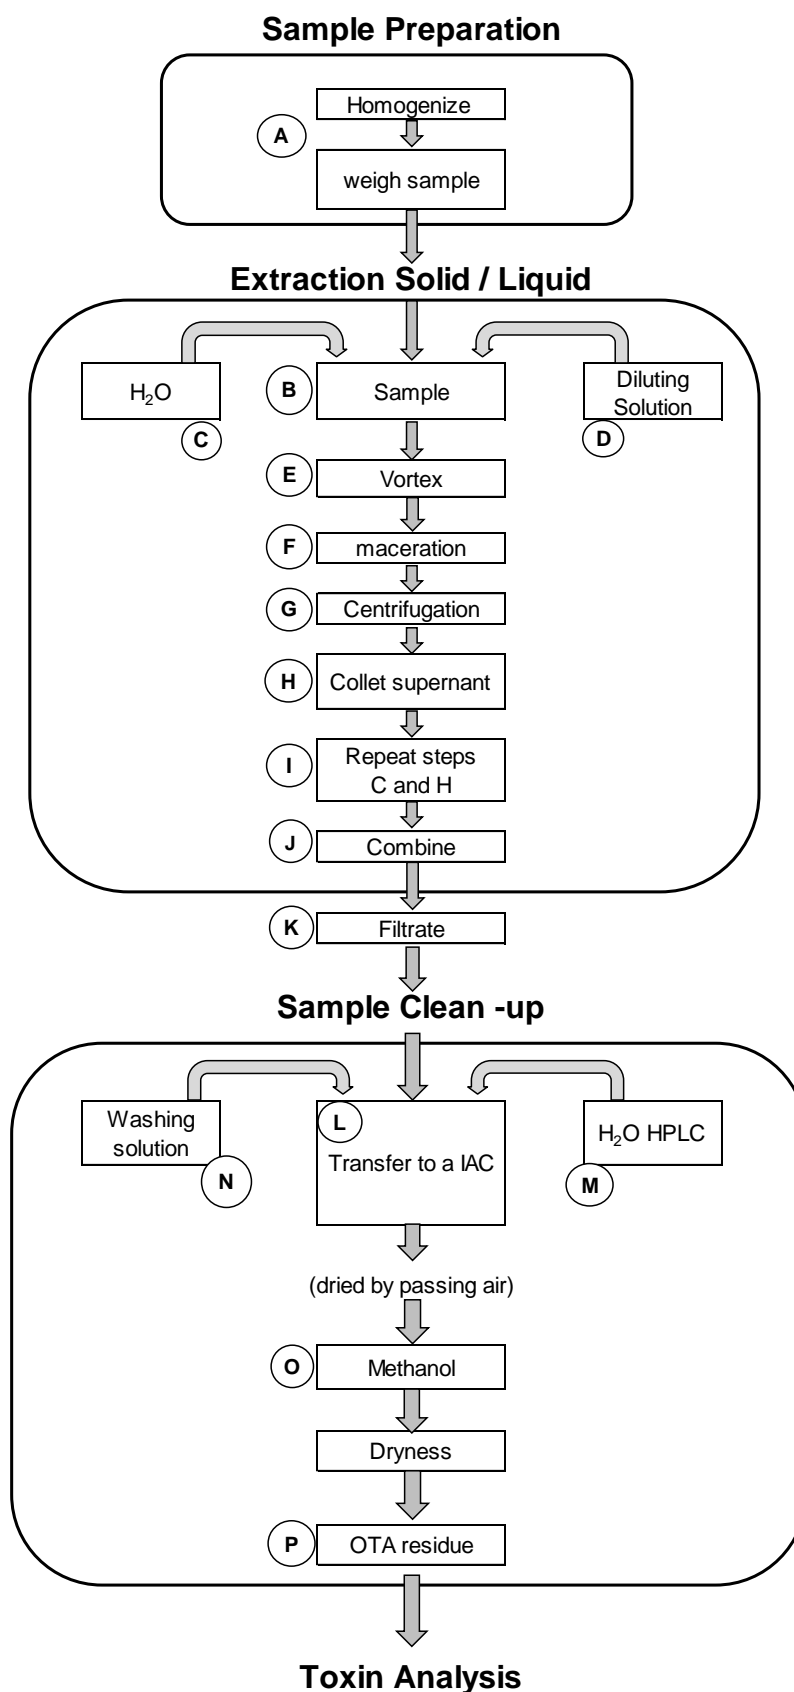 Sample Preparation
Homogenize
A
weigh sample
Extraction Solid / Liquid
H₂O
C
B
Sample
Diluting
Solution
D
E
Vortex
F
maceration
G
Centrifugation
H
Collet supernant
I
Repeat steps
C and H
J
Combine
K
Filtrate
Sample Clean -up
Washing
solution
N
L
Transfer to a IAC
H₂O HPLC
M
(dried by passing air)
O
Methanol
Dryness
P
OTA residue
Toxin Analysis